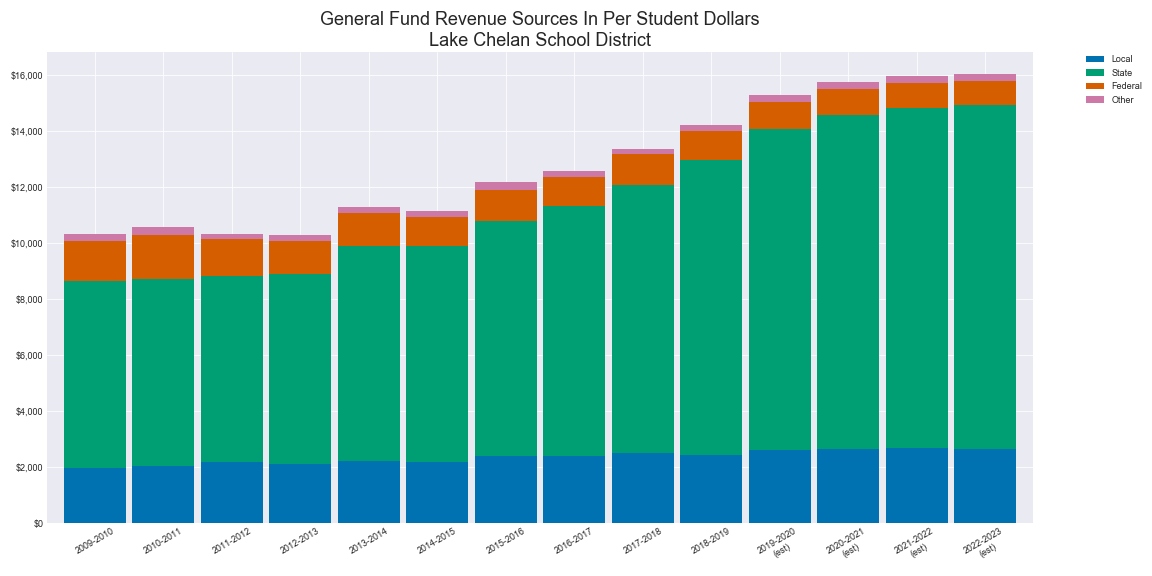 General Fund Revenue Sources In Per Student Dollars
Lake Chelan School District
Local
State
Federal
Other
$16,000
$14,000
$12,000
$10,000
$8,000
$6,000
$4,000
$2,000
$0
2009-2010
2010-2011
2011-2012
2012-2013
2013-2014
2014-2015
2015-2016
2016-2017
2017-2018
2018-2019
2019-2020
(est)
2020-2021
(est)
2021-2022
(est)
2022-2023
(est)